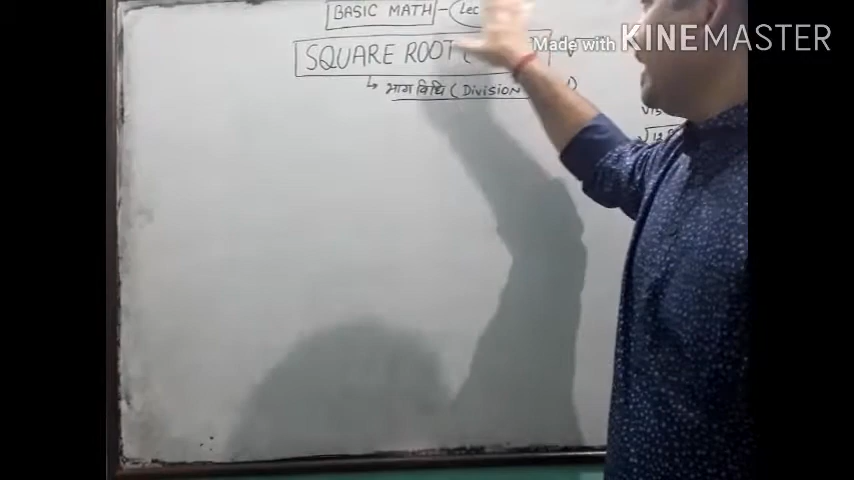 BASIC MATH - Lec
SQUARE ROOT (
Made with KINEMASTER
↳ भाग विधि ( DIVISION